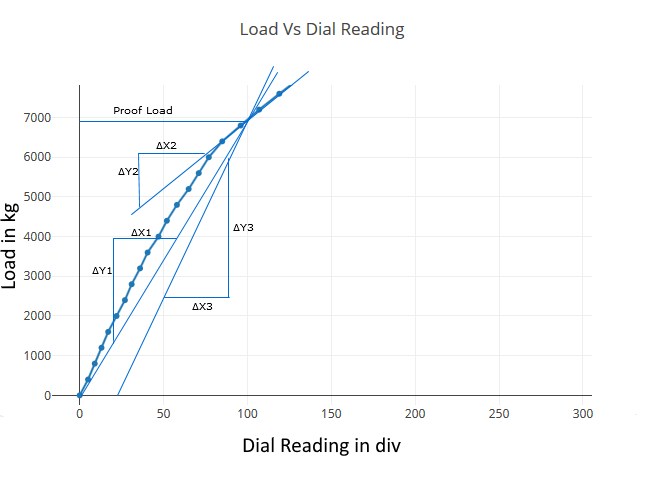 Load Vs Dial Reading
Load in kg
7000
6000
5000
4000
3000
2000
1000
0
Proof Load
ΔX2
ΔY2
ΔX1
ΔY1
ΔY3
ΔX3
0 50 100 150 200 250 300
Dial Reading in div